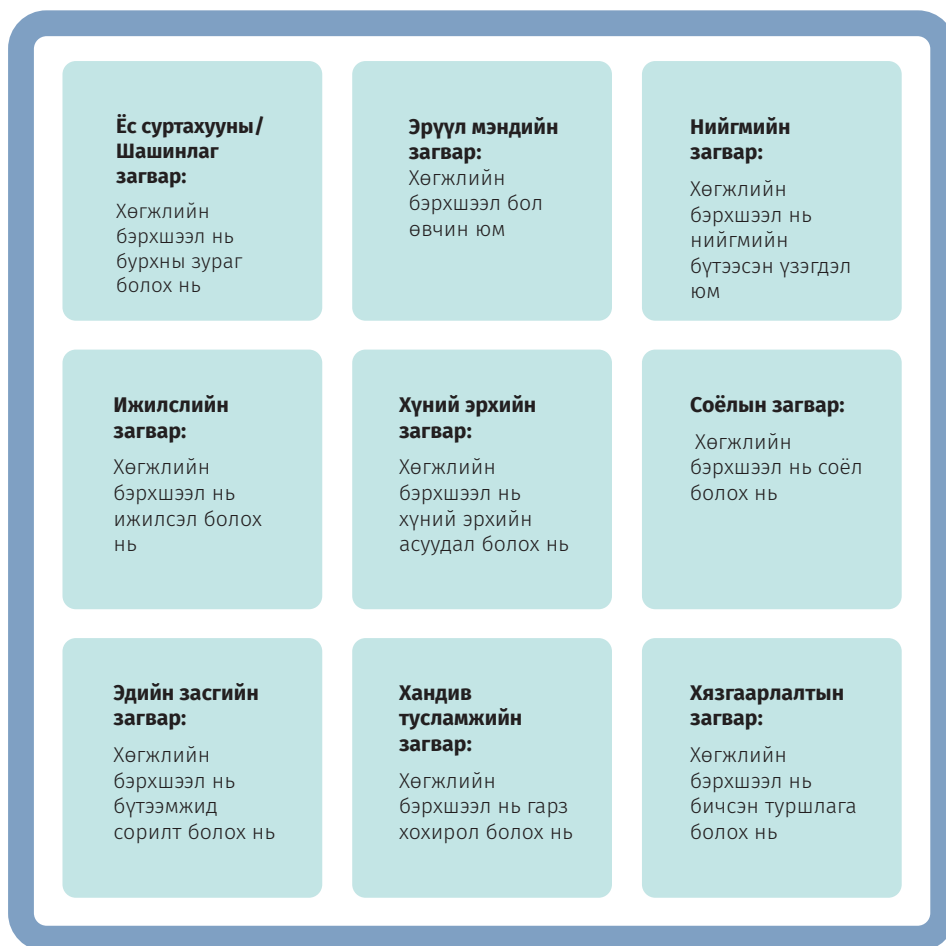 Ёс суртахууны/
Шашинлаг
загвар:
Хөгжлийн
бэрхшээл нь
бурхны зураг
болох нь
Эрүүл мэндийн
загвар:
Хөгжлийн
бэрхшээл бол
өвчин юм
Нийгмийн
загвар:
Хөгжлийн
бэрхшээл нь
нийгмийн
бүтээсэн үзэгдэл
юм
Ижилслийн
загвар:
Хөгжлийн
бэрхшээл нь
ижилсэл болох
нь
Хүний эрхийн
загвар:
Хөгжлийн
бэрхшээл нь
хүний эрхийн
асуудал болох нь
Соёлын загвар:
Хөгжлийн
бэрхшээл нь соёл
болох нь
Эдийн засгийн
загвар:
Хөгжлийн
бэрхшээл нь
бүтээмжид
сорилт болох нь
Хандив
тусламжийн
загвар:
Хөгжлийн
бэрхшээл нь гарз
хохирол болох нь
Хязгаарлалтын
загвар:
Хөгжлийн
бэрхшээл нь
бичсэн туршлага
болох нь